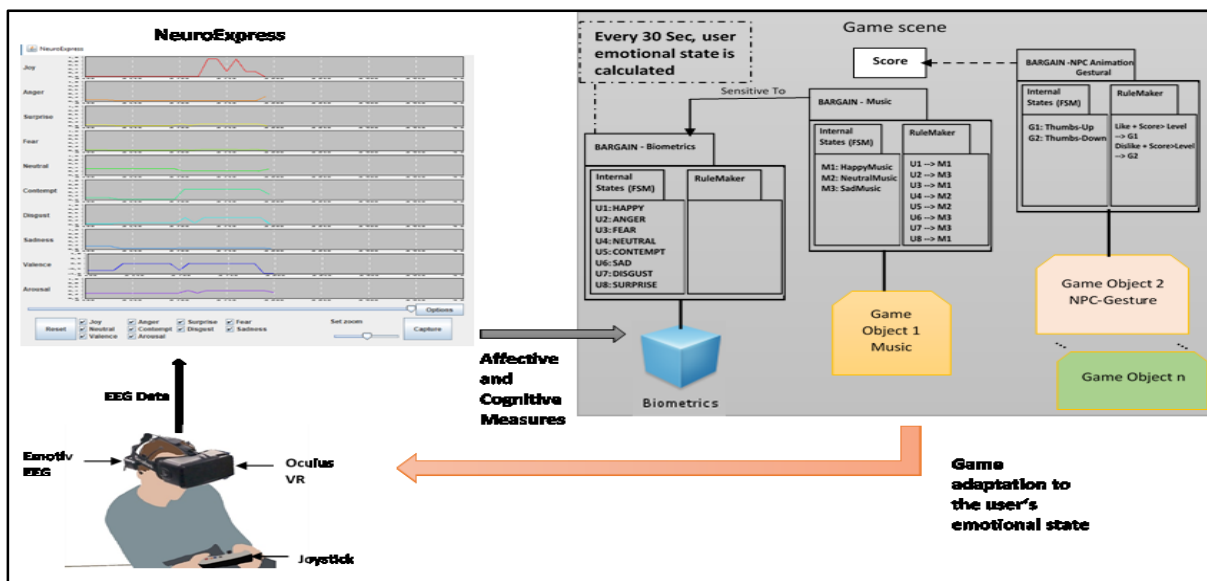 NeuroExpress
NeuroExpress
Joy
Anger
Surprise
Fear
Neutral
Contempt
Disgust
Sadness
Valence
Arousal
Options
Reset
Joy
Anger
Surprise
Fear
Neutral
Contempt
Disgust
Sadness
Valence
Arousal
Set zoom
Capture
EEG Data
Emotiv
EEG
Oculus
VR
Joystick
Affective
and
Cognitive
Measures
Game scene
Every 30 Sec, user
emotional state is
calculated
Sensitive To
Score
BARGAIN - Biometrics
Internal
States (FSM)
RuleMaker
U1: HAPPY
U2: ANGER
U3: FEAR
U4: NEUTRAL
U5: CONTEMPT
U6: SAD
U7: DISGUST
U8: SURPRISE
Biometrics
BARGAIN - Music
Internal
States (FSM)
RuleMaker
M1: HappyMusic
M2: NeutralMusic
M3: SadMusic
U1 --> M1
U2 --> M3
U3 --> M1
U4 --> M2
U5 --> M2
U6 --> M3
U7 --> M3
U8 --> M1
Game
Object 1
Music
BARGAIN -NPC Animation
Gestural
Internal
States (FSM)
RuleMaker
G1: Thumbs-Up
G2: Thumbs-Down
Like + Score>Level
--> G1
Dislike + Score>Level
--> G2
Game Object 2
NPC-Gesture
Game Object n
Game
adaptation to
the user's
emotional state